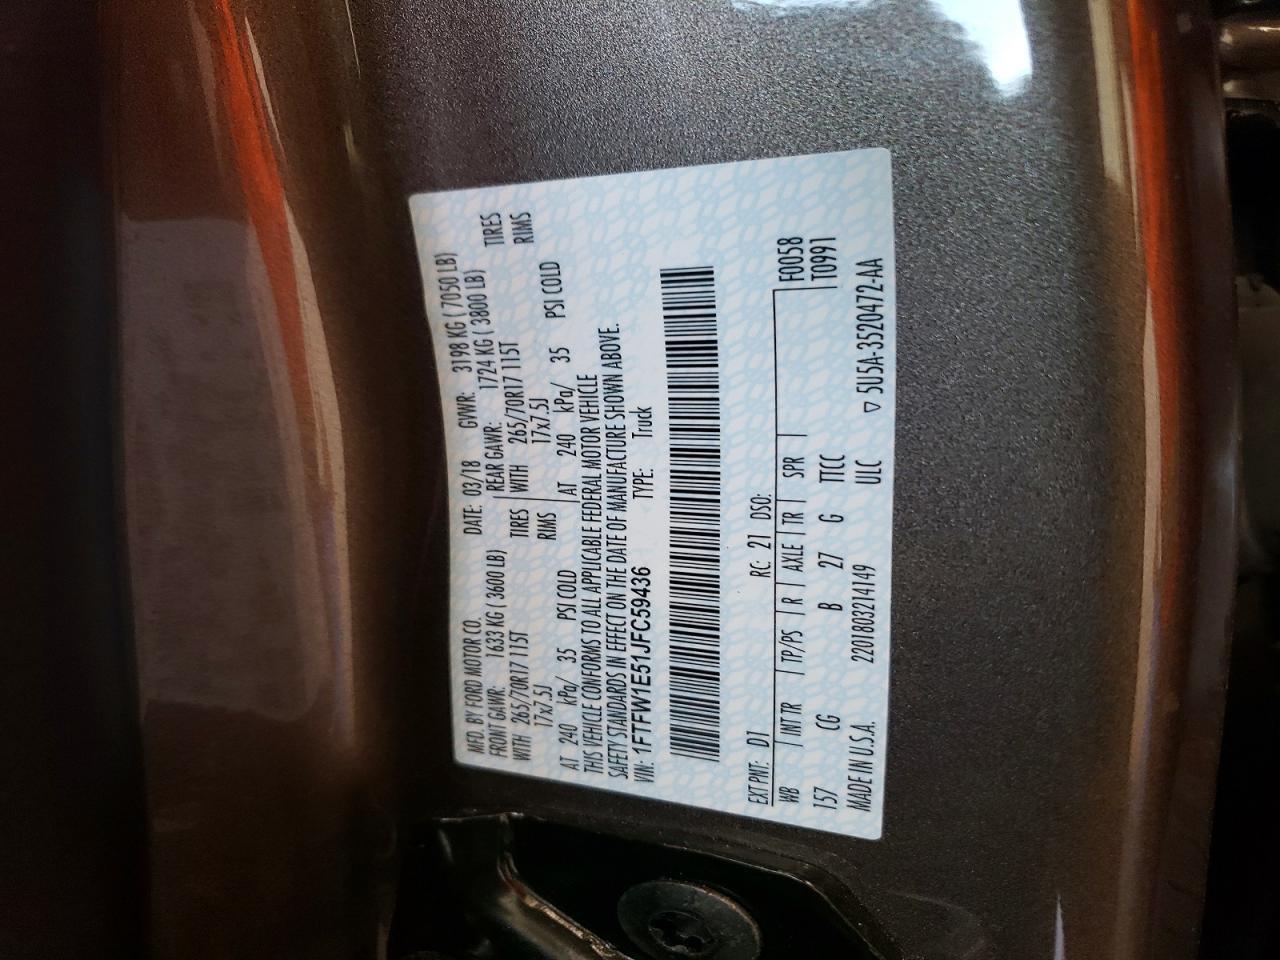 MFD. BY FORD MOTOR CO. DATE: 03/18 GVWR: 3198 KG ( 7050 LB)
FRONT GAWR: 1633 KG ( 3600 LB) REAR GAWR: 1724 KG ( 3800 LB)
WITH 265/70R17 115T TIRES WITH 265/70R17 115T TIRES
17x7.5J RIMS 17x7.5J RIMS
AT 240 kPa/ 35 PSI COLD AT 240 kPa/ 35 PSI COLD
THIS VEHICLE CONFORMS TO ALL APPLICABLE FEDERAL MOTOR VEHICLE
SAFETY STANDARDS IN EFFECT ON THE DATE OF MANUFACTURE SHOWN ABOVE.
VIN: 1FTFW1E51JFC59436 TYPE: Truck
EXT PNT: DJ RC: 21 DSO:
WB INT TR TP/PS R AXLE TR SPR F0058
157 CG B 27 G TTCC T0991
MADE IN U.S.A. 2201803214149 ULC ▽ 5U5A-3520472-AA